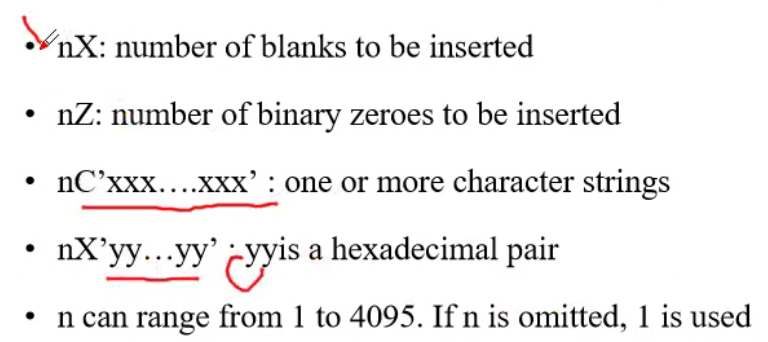 • nX: number of blanks to be inserted
• nZ: number of binary zeroes to be inserted
• nC’xxx….xxx’ : one or more character strings
• nX’yy…yy’ : yyis a hexadecimal pair
• n can range from 1 to 4095. If n is omitted, 1 is used